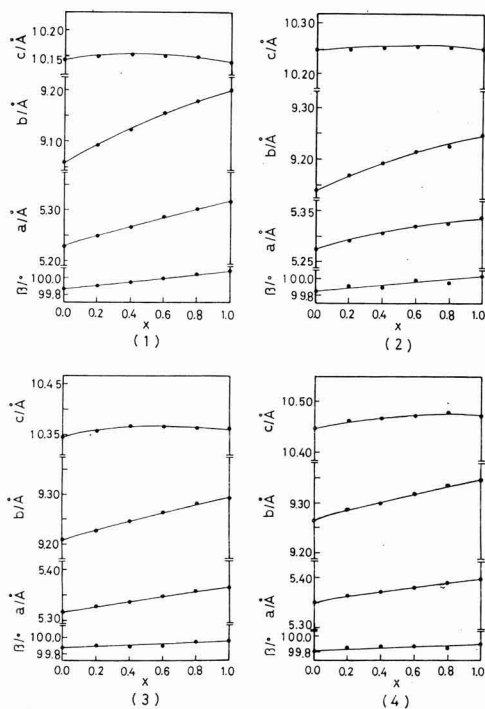 c/Å 10.20 10.15
b/Å 9.20 9.10
a/Å 5.30 5.20
β/° 100.0 99.8
0.0 0.2 0.4 0.6 0.8 1.0
x
(1)
c/Å 10.30 10.20
b/Å 9.30 9.20
a/Å 5.35 5.25
β/° 100.0 99.8
0.0 0.2 0.4 0.6 0.8 1.0
x
(2)
c/Å 10.45 10.35
b/Å 9.30 9.20
a/Å 5.40 5.30
β/° 100.0 99.8
0.0 0.2 0.4 0.6 0.8 1.0
x
(3)
c/Å 10.50 10.40
b/Å 9.30 9.20
a/Å 5.40 5.30
β/° 100.0 99.8
0.0 0.2 0.4 0.6 0.8 1.0
x
(4)